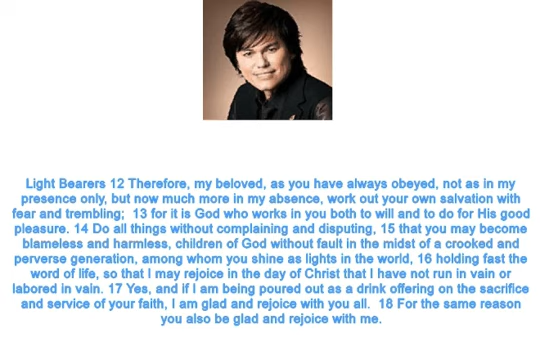 Light Bearers 12 Therefore, my beloved, as you have always obeyed, not as in my
presence only, but now much more in my absence, work out your own salvation with
fear and trembling;  13 for it is God who works in you both to will and to do for His good
pleasure. 14 Do all things without complaining and disputing, 15 that you may become
blameless and harmless, children of God without fault in the midst of a crooked and
perverse generation, among whom you shine as lights in the world, 16 holding fast the
word of life, so that I may rejoice in the day of Christ that I have not run in vain or
labored in vain. 17 Yes, and if I am being poured out as a drink offering on the sacrifice
and service of your faith, I am glad and rejoice with you all.  18 For the same reason
you also be glad and rejoice with me.